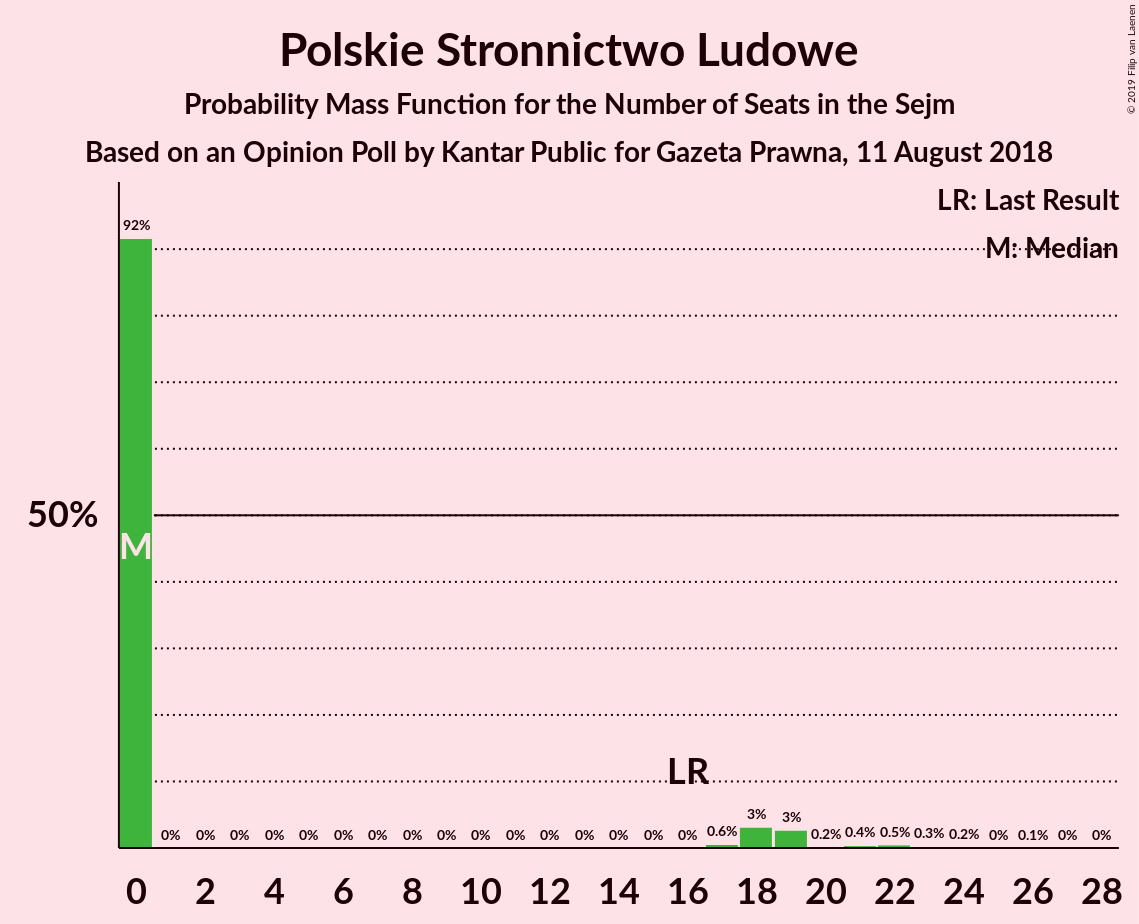 Polskie Stronnictwo Ludowe
Probability Mass Function for the Number of Seats in the Sejm
Based on an Opinion Poll by Kantar Public for Gazeta Prawna, 11 August 2018
© 2019 Filip van Laenen
LR: Last Result
M: Median
92%
50%
M
LR
0% 0% 0% 0% 0% 0% 0% 0% 0% 0% 0% 0% 0% 0% 0% 0% 0.6% 3% 3% 0.2% 0.4% 0.5% 0.3% 0.2% 0% 0.1% 0% 0%
0 2 4 6 8 10 12 14 16 18 20 22 24 26 28